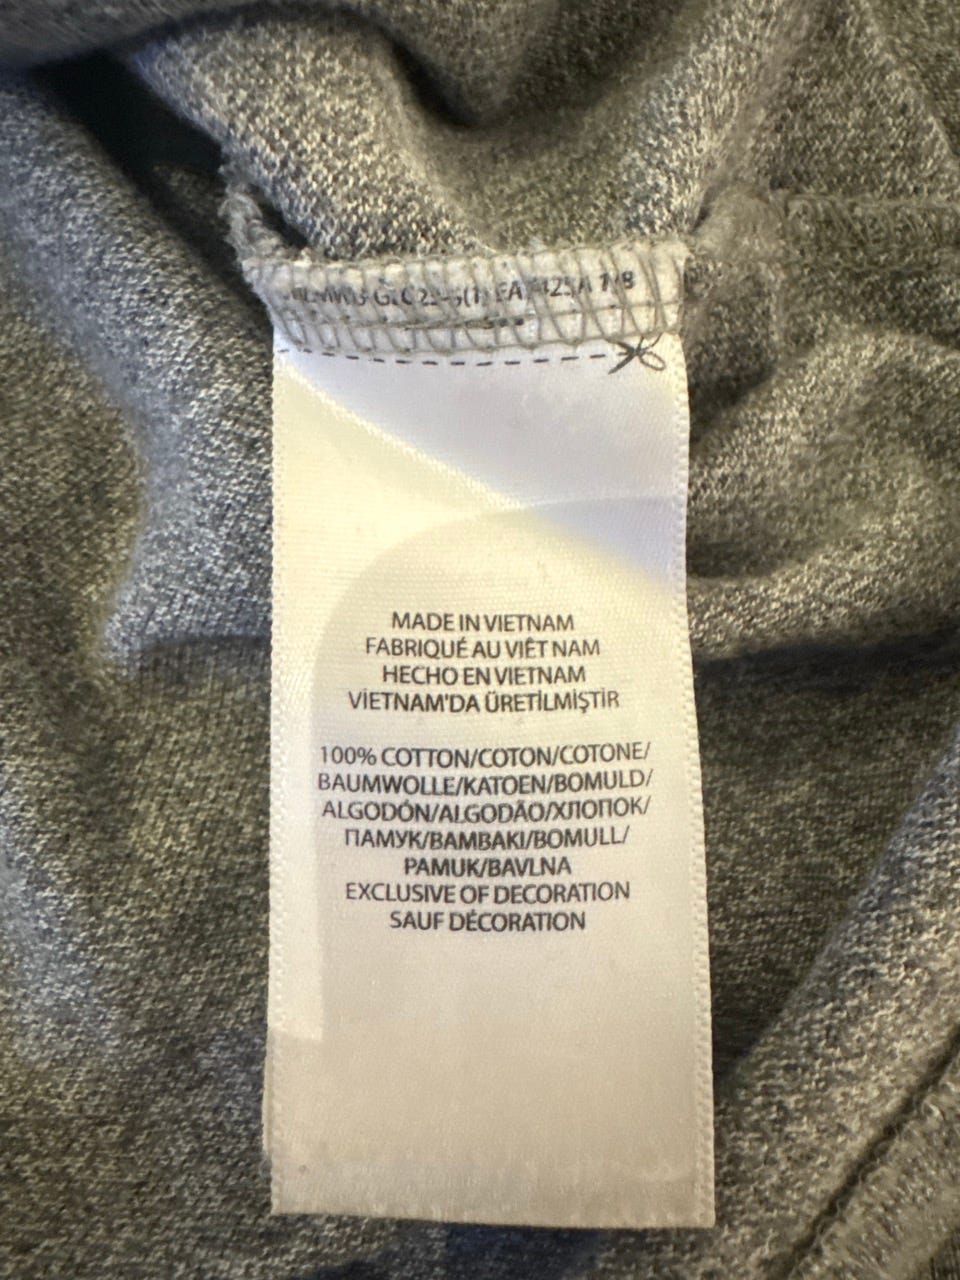 MADE IN VIETNAM
FABRIQUÉ AU VIÊT NAM
HECHO EN VIETNAM
VİETNAM'DA ÜRETİLMİŞTİR
100% COTTON/COTON/COTONE/
BAUMWOLLE/KATOEN/BOMULD/
ALGODÓN/ALGODÃO/ХЛОПОК/
ПАМУК/BAMBAKI/BOMULL/
PAMUK/BAVLNA
EXCLUSIVE OF DECORATION
SAUF DÉCORATION